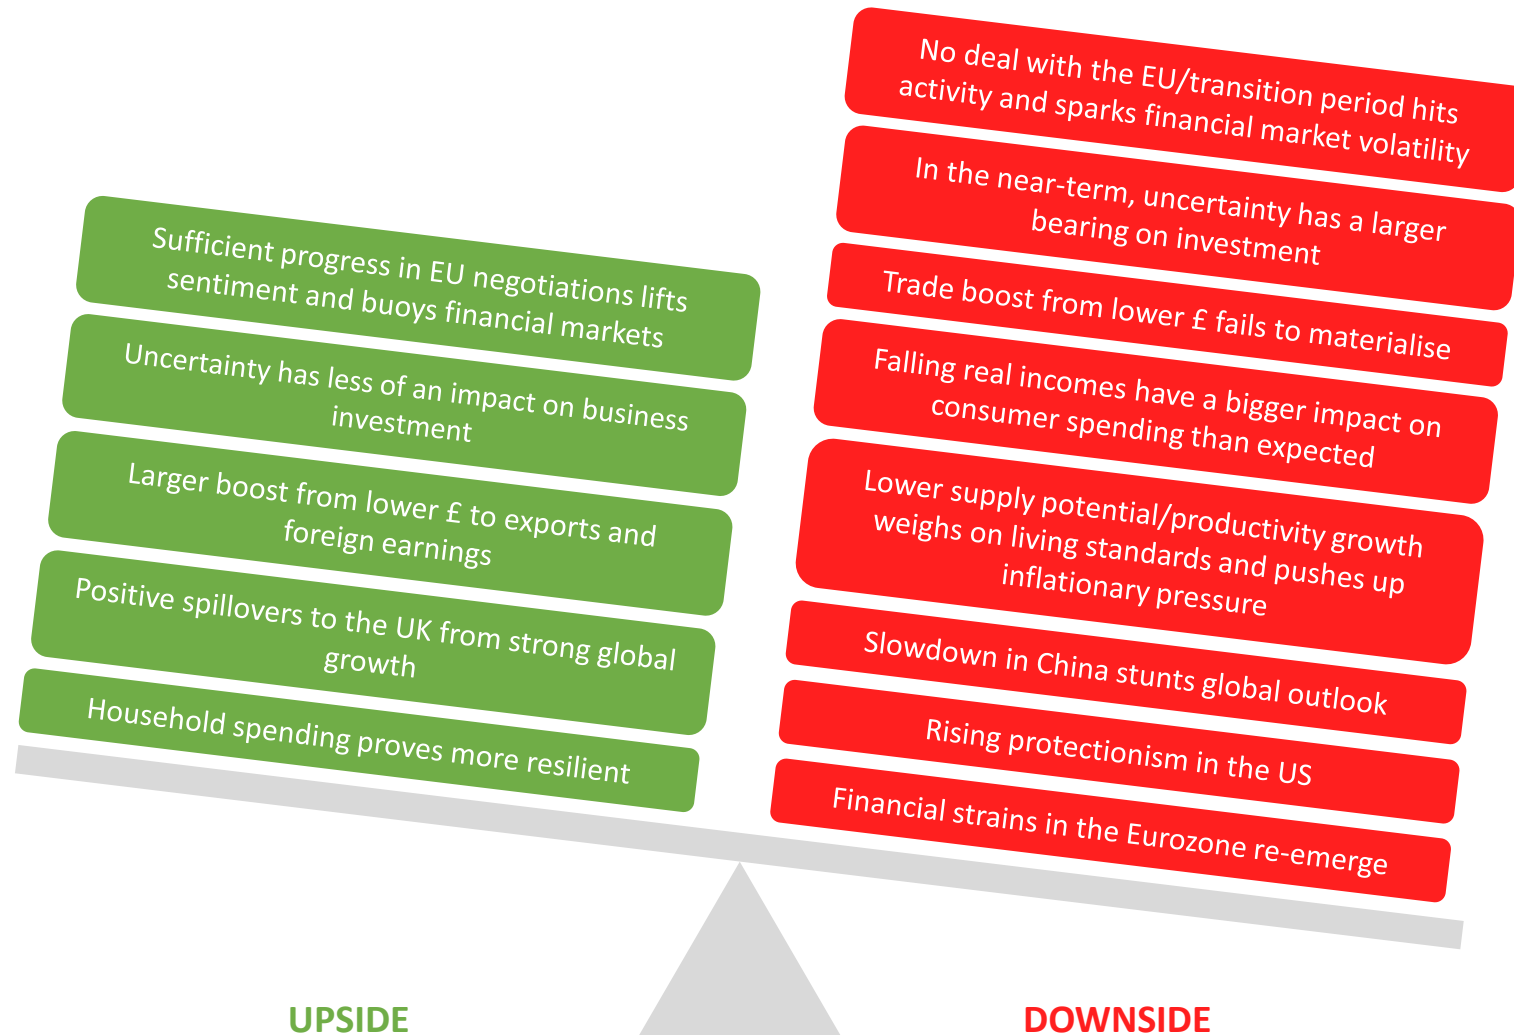 Sufficient progress in EU negotiations lifts
sentiment and buoys financial markets
Uncertainty has less of an impact on business
investment
Larger boost from lower £ to exports and
foreign earnings
Positive spillovers to the UK from strong global
growth
Household spending proves more resilient
UPSIDE
No deal with the EU/transition period hits
activity and sparks financial market volatility
In the near-term, uncertainty has a larger
bearing on investment
Trade boost from lower £ fails to materialise
Falling real incomes have a bigger impact on
consumer spending than expected
Lower supply potential/productivity growth
weighs on living standards and pushes up
inflationary pressure
Slowdown in China stunts global outlook
Rising protectionism in the US
Financial strains in the Eurozone re-emerge
DOWNSIDE